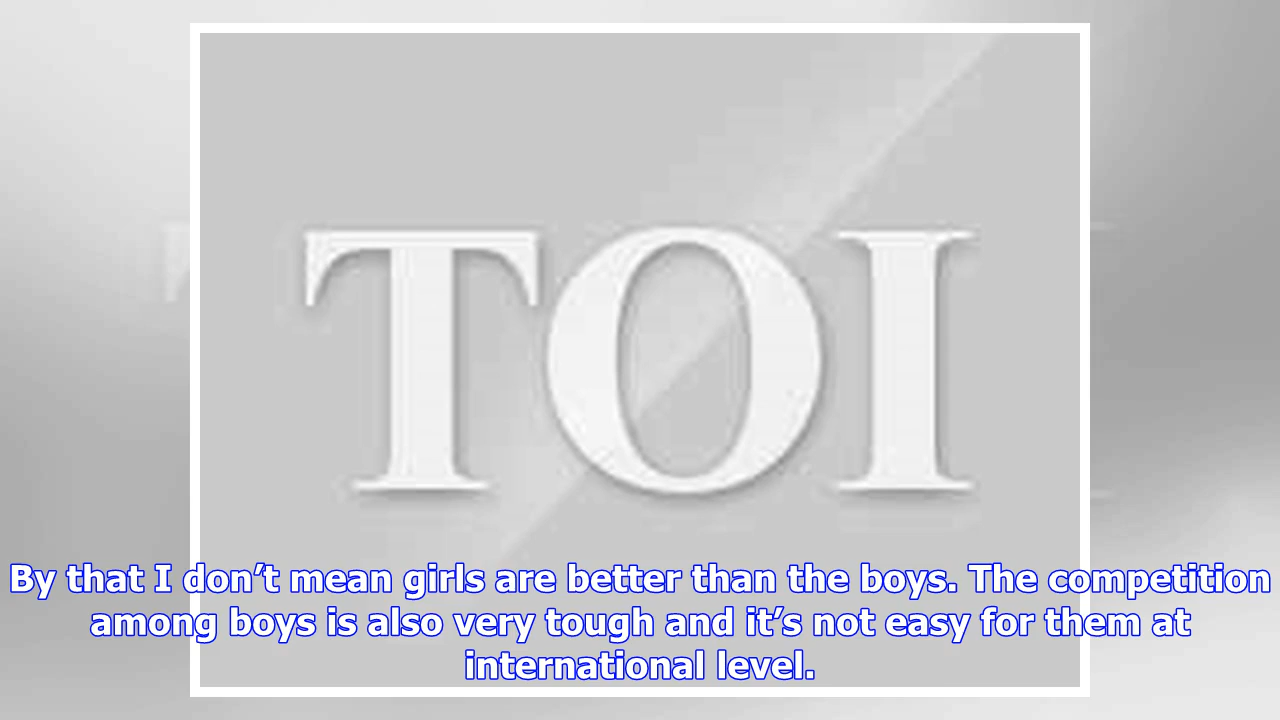 TOI
By that I don’t mean girls are better than the boys. The competition
among boys is also very tough and it’s not easy for them at
international level.